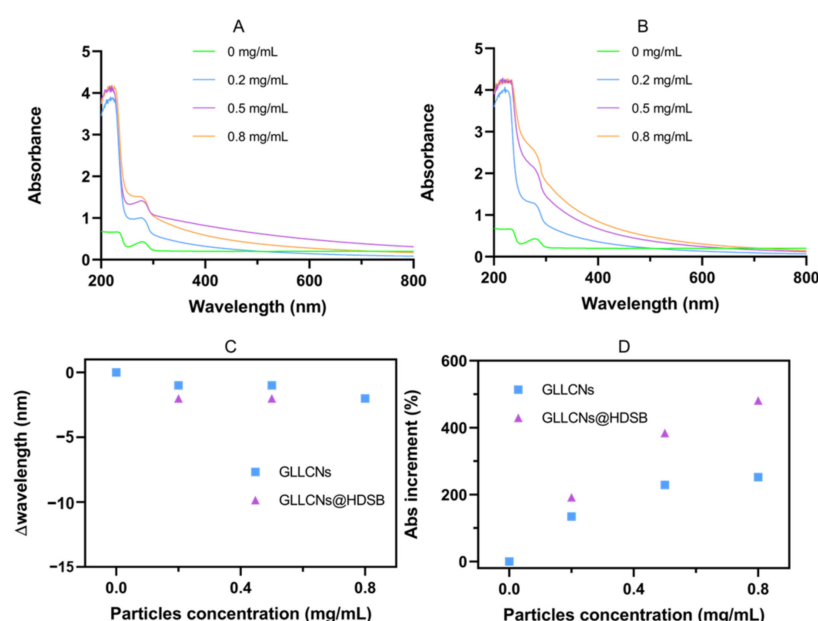 A
5
4
3
2
1
0
200
400
600
800
Absorbance
Wavelength (nm)
0 mg/mL
0.2 mg/mL
0.5 mg/mL
0.8 mg/mL
B
5
4
3
2
1
0
200
400
600
800
Absorbance
Wavelength (nm)
0 mg/mL
0.2 mg/mL
0.5 mg/mL
0.8 mg/mL
C
0
−5
−10
−15
0.0
0.4
0.8
Δwavelength (nm)
Particles concentration (mg/mL)
GLLCNs
GLLCNs@HDSB
D
600
400
200
0
0.0
0.4
0.8
Abs increment (%)
Particles concentration (mg/mL)
GLLCNs
GLLCNs@HDSB